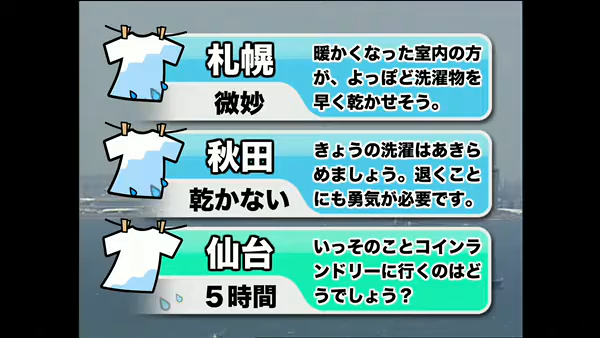 札幌
微妙
暖かくなった室内の方
が、よっぽど洗濯物を
早く乾かせそう。
秋田
乾かない
きょうの洗濯はあきら
めましょう。退くこと
にも勇気が必要です。
仙台
5時間
いっそのことコインラ
ンドリーに行くのはど
うでしょう？